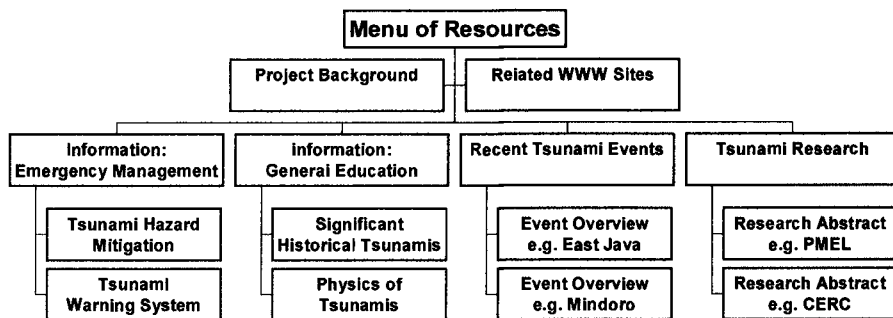 Menu of Resources
Project Background
Related WWW Sites
Information:
Emergency Management
information:
General Education
Recent Tsunami Events
Tsunami Research
Tsunami Hazard
Mitigation
Significant
Historical Tsunamis
Event Overview
e.g. East Java
Research Abstract
e.g. PMEL
Tsunami
Warning System
Physics of
Tsunamis
Event Overview
e.g. Mindoro
Research Abstract
e.g. CERC